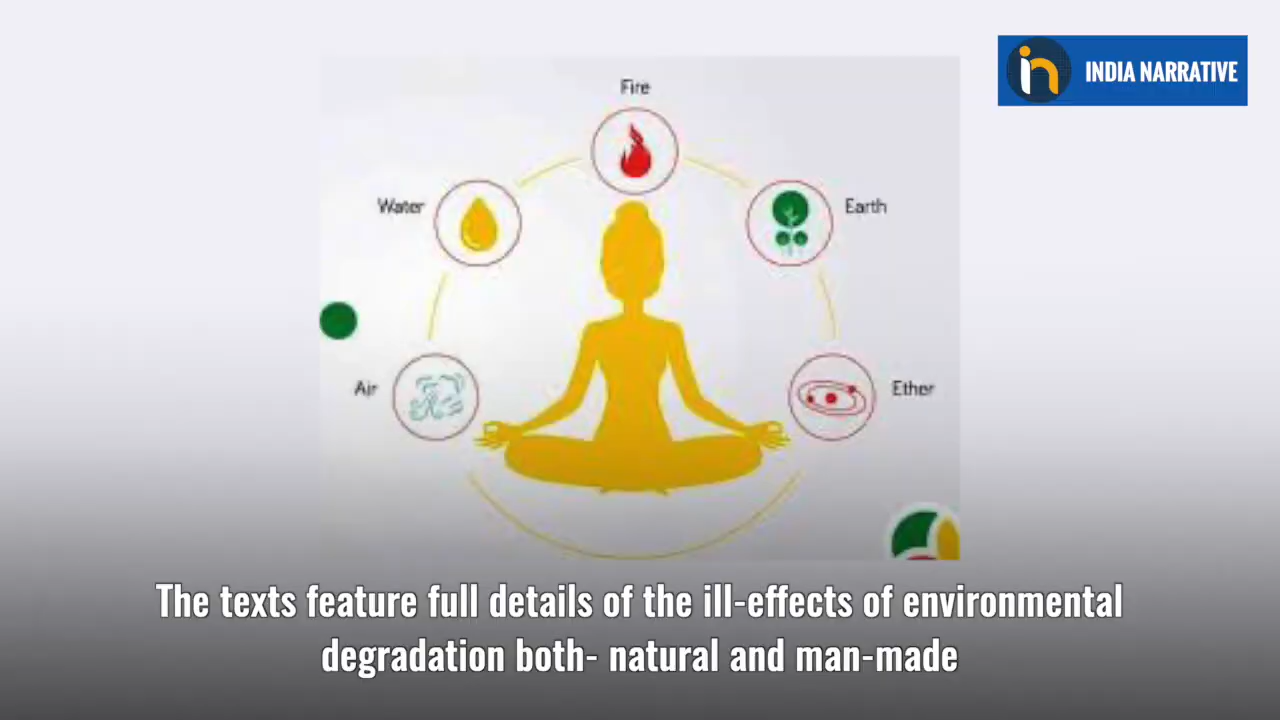 INDIA NARRATIVE
Fire
Water
Earth
Air
Ether
The texts feature full details of the ill-effects of environmental
degradation both- natural and man-made